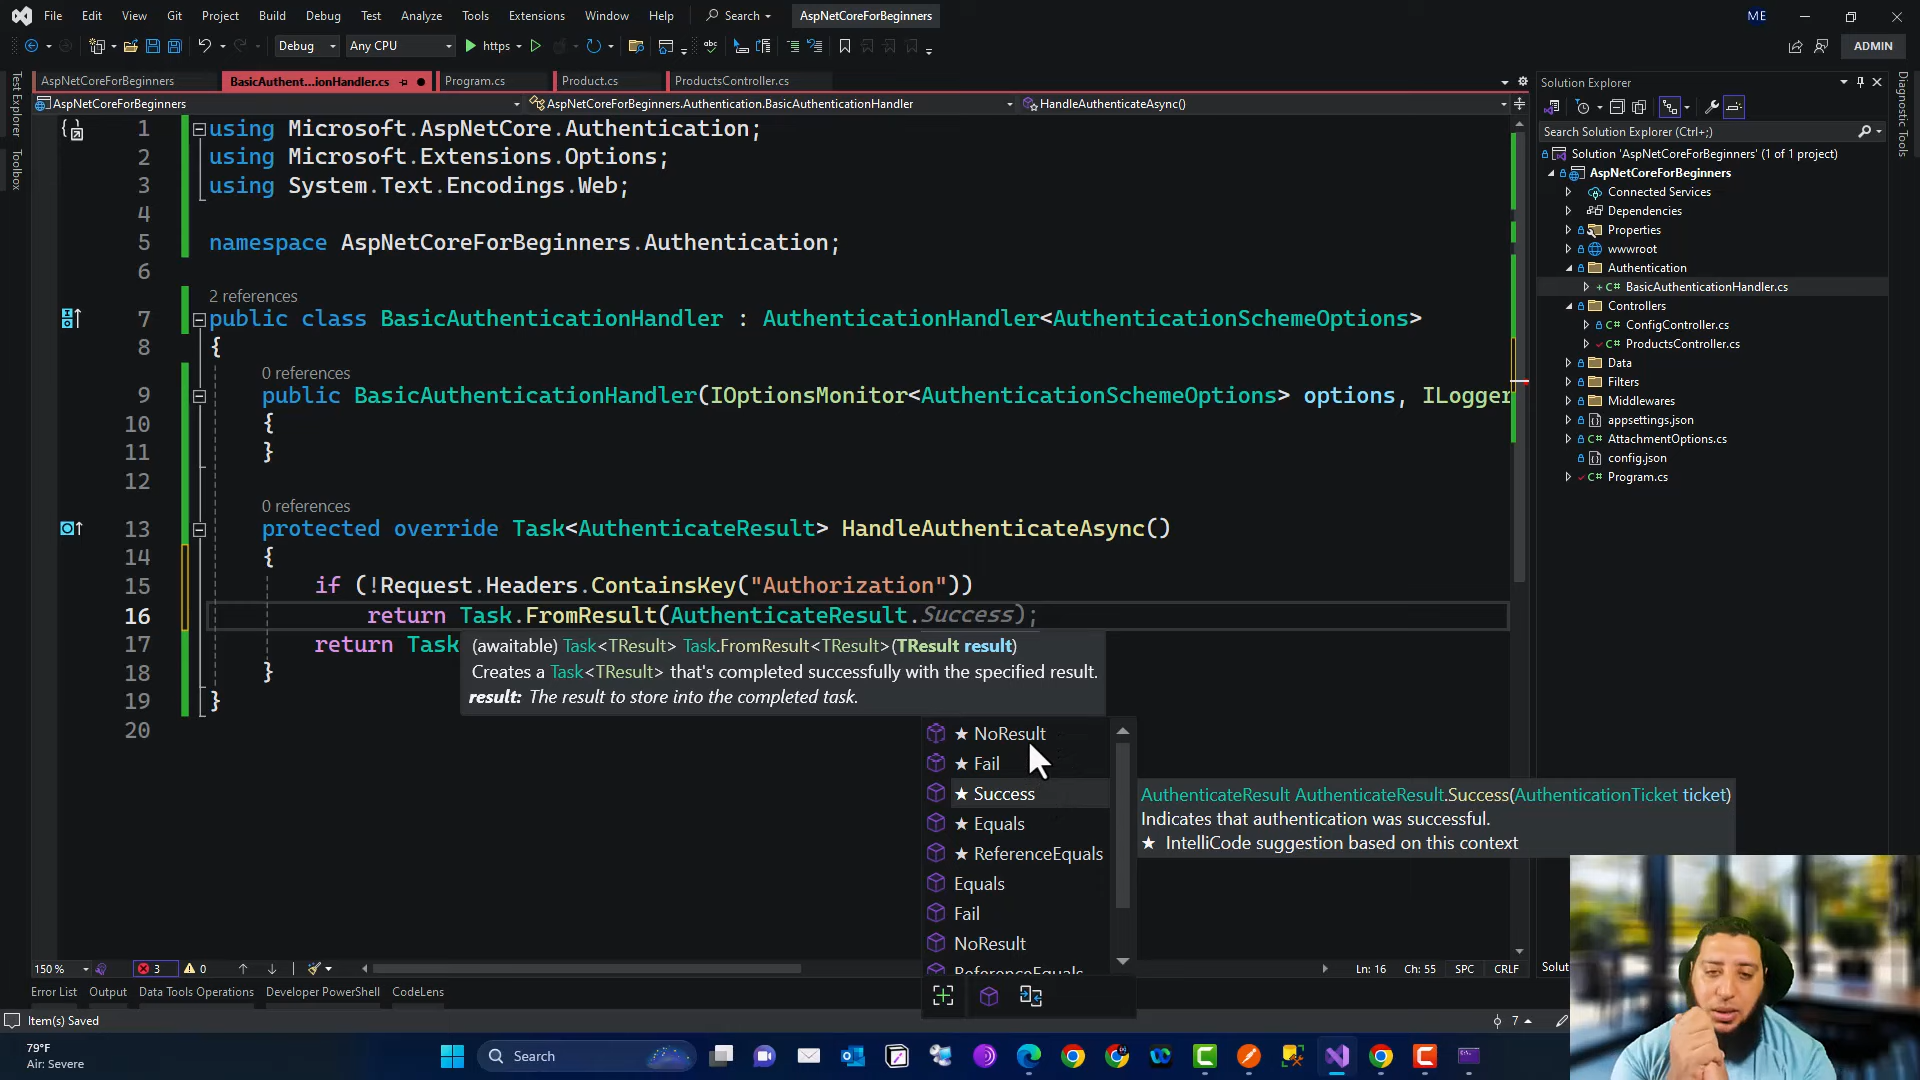 File Edit View Git Project Build Debug Test Analyze Tools Extensions Window Help Search AspNetCoreForBeginners ME
Debug Any CPU https ADMIN
AspNetCoreForBeginners BasicAuthent...ionHandler.cs Program.cs Product.cs ProductsController.cs
AspNetCoreForBeginners AspNetCoreForBeginners.Authentication.BasicAuthenticationHandler HandleAuthenticateAsync()
Test Explorer
Toolbox
1 using Microsoft.AspNetCore.Authentication;
2 using Microsoft.Extensions.Options;
3 using System.Text.Encodings.Web;
4
5 namespace AspNetCoreForBeginners.Authentication;
6
2 references
7 public class BasicAuthenticationHandler : AuthenticationHandler<AuthenticationSchemeOptions>
8 {
0 references
9 public BasicAuthenticationHandler(IOptionsMonitor<AuthenticationSchemeOptions> options, ILogger
10 {
11 }
12
0 references
13 protected override Task<AuthenticateResult> HandleAuthenticateAsync()
14 {
15 if (!Request.Headers.ContainsKey("Authorization"))
16 return Task.FromResult(AuthenticateResult.Success);
17 return Task
18 }
19 }
20
(awaitable) Task<TResult> Task.FromResult<TResult>(TResult result)
Creates a Task<TResult> that's completed successfully with the specified result.
result: The result to store into the completed task.
★ NoResult
★ Fail
★ Success
★ Equals
★ ReferenceEquals
Equals
Fail
NoResult
ReferenceEquals
AuthenticateResult AuthenticateResult.Success(AuthenticationTicket ticket)
Indicates that authentication was successful.
★ IntelliCode suggestion based on this context
Solution Explorer
Search Solution Explorer (Ctrl+;)
Solution 'AspNetCoreForBeginners' (1 of 1 project)
AspNetCoreForBeginners
Connected Services
Dependencies
Properties
wwwroot
Authentication
+ C# BasicAuthenticationHandler.cs
Controllers
C# ConfigController.cs
C# ProductsController.cs
Data
Filters
Middlewares
appsettings.json
C# AttachmentOptions.cs
config.json
C# Program.cs
Diagnostic Tools
150 % 3 0 Ln: 16 Ch: 55 SPC CRLF Solut
Error List Output Data Tools Operations Developer PowerShell CodeLens
Item(s) Saved 7
79°F
Air: Severe
Search